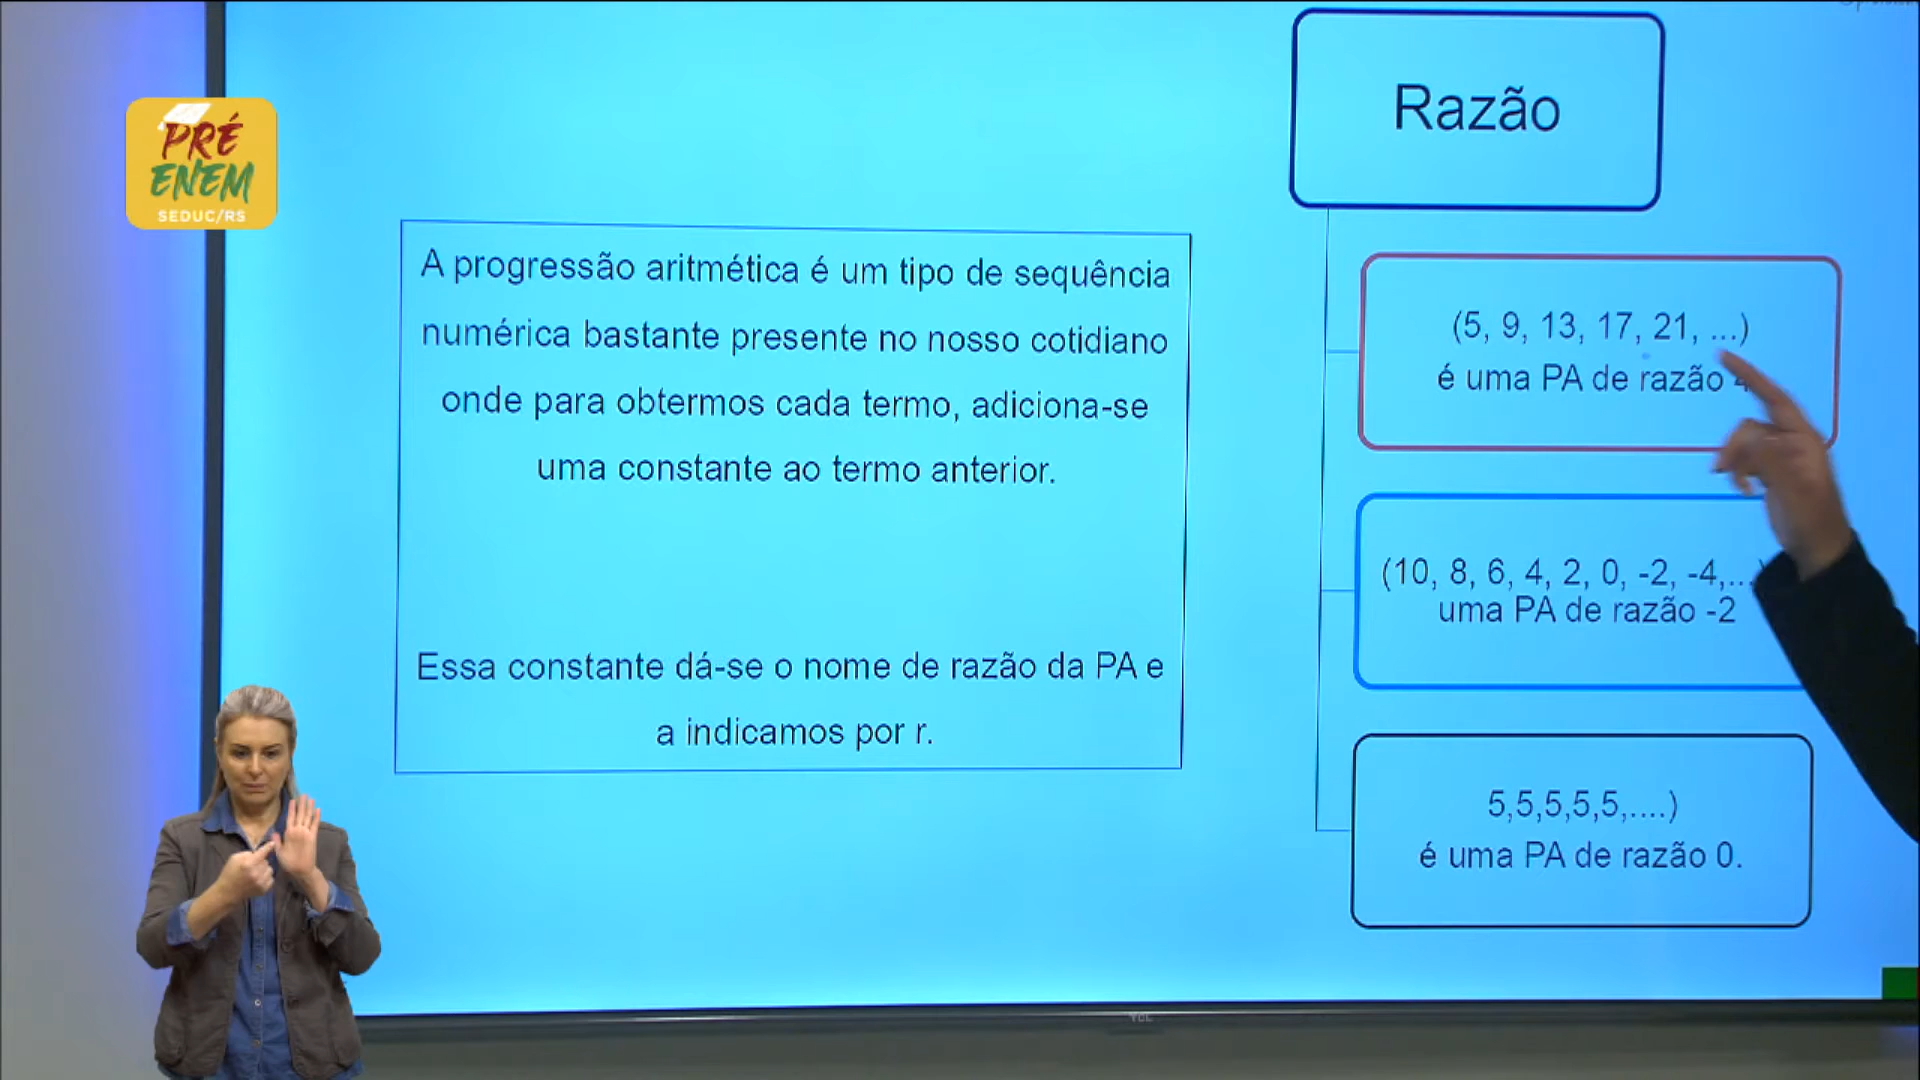 PRÉ
ENEM
SEDUC/RS
Razão
A progressão aritmética é um tipo de sequência
numérica bastante presente no nosso cotidiano
onde para obtermos cada termo, adiciona-se
uma constante ao termo anterior.
Essa constante dá-se o nome de razão da PA e
a indicamos por r.
(5, 9, 13, 17, 21, ...)
é uma PA de razão 4
(10, 8, 6, 4, 2, 0, -2, -4,...
uma PA de razão -2
5,5,5,5,5,....)
é uma PA de razão 0.
TCL